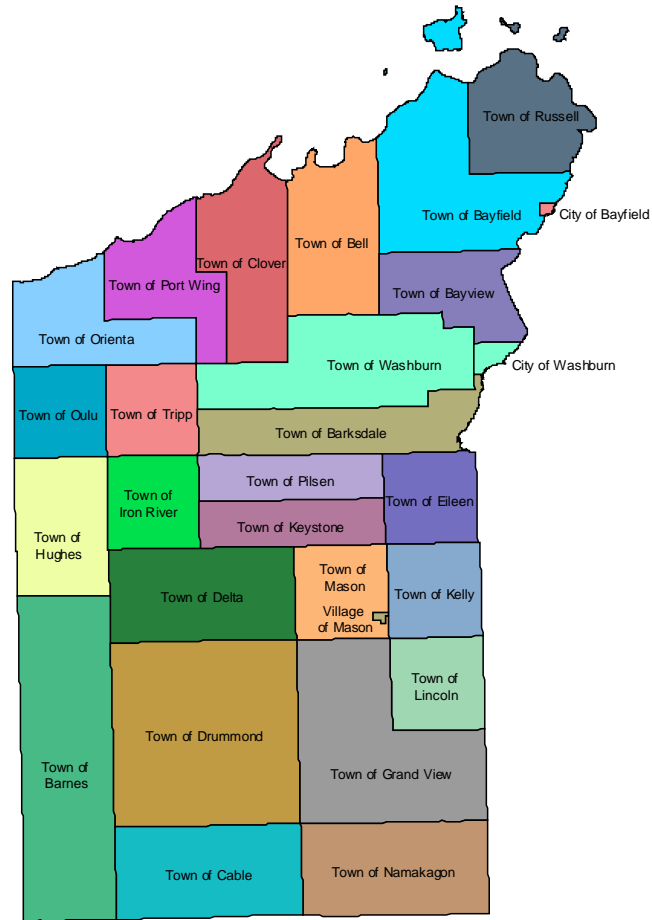 Town of Russell
Town of Bayfield
City of Bayfield
Town of Bell
Town of Clover
Town of Port Wing
Town of Bayview
Town of Orienta
Town of Washburn
City of Washburn
Town of Oulu
Town of Tripp
Town of Barksdale
Town of Pilsen
Town of
Iron River
Town of Eileen
Town of Keystone
Town of
Hughes
Town of
Mason
Town of Delta
Town of Kelly
Village
of Mason
Town of
Lincoln
Town of Drummond
Town of
Barnes
Town of Grand View
Town of Cable
Town of Namakagon